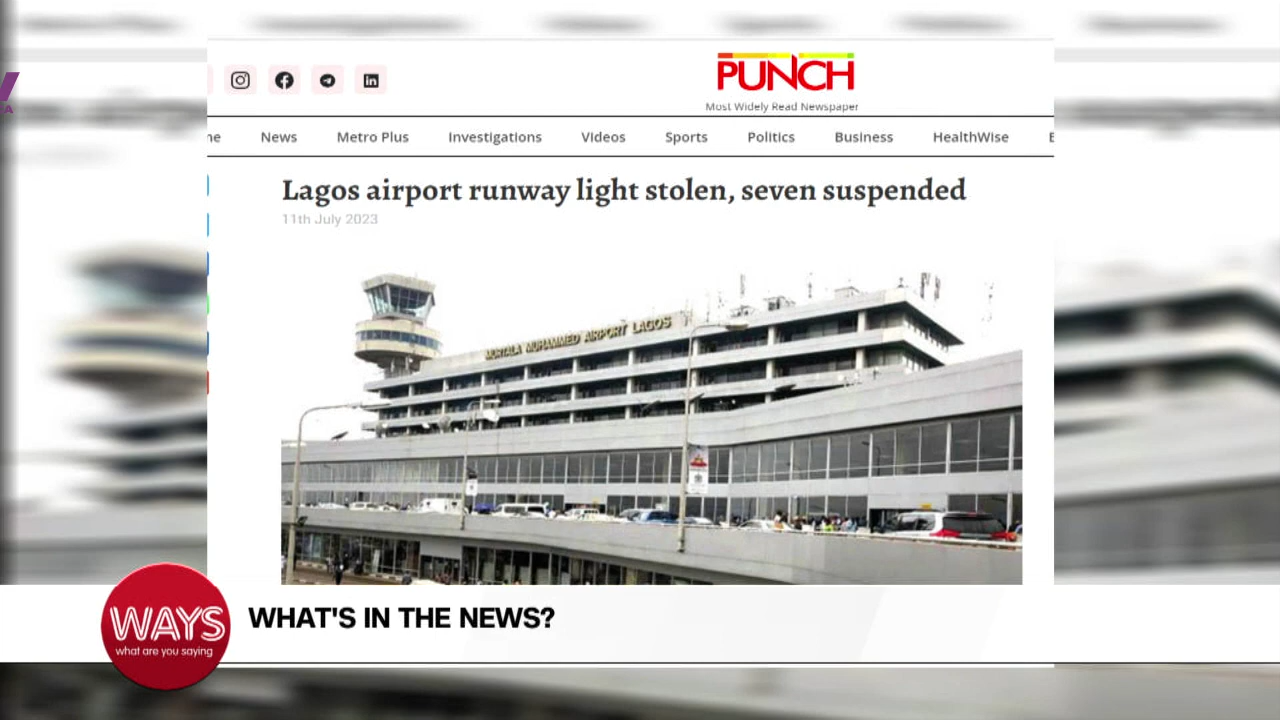 PUNCH
Most Widely Read Newspaper
News Metro Plus Investigations Videos Sports Politics Business HealthWise
Lagos airport runway light stolen, seven suspended
11th July 2023
MURTALA MUHAMMED AIRPORT LAGOS
WAYS
what are you saying
WHAT'S IN THE NEWS?